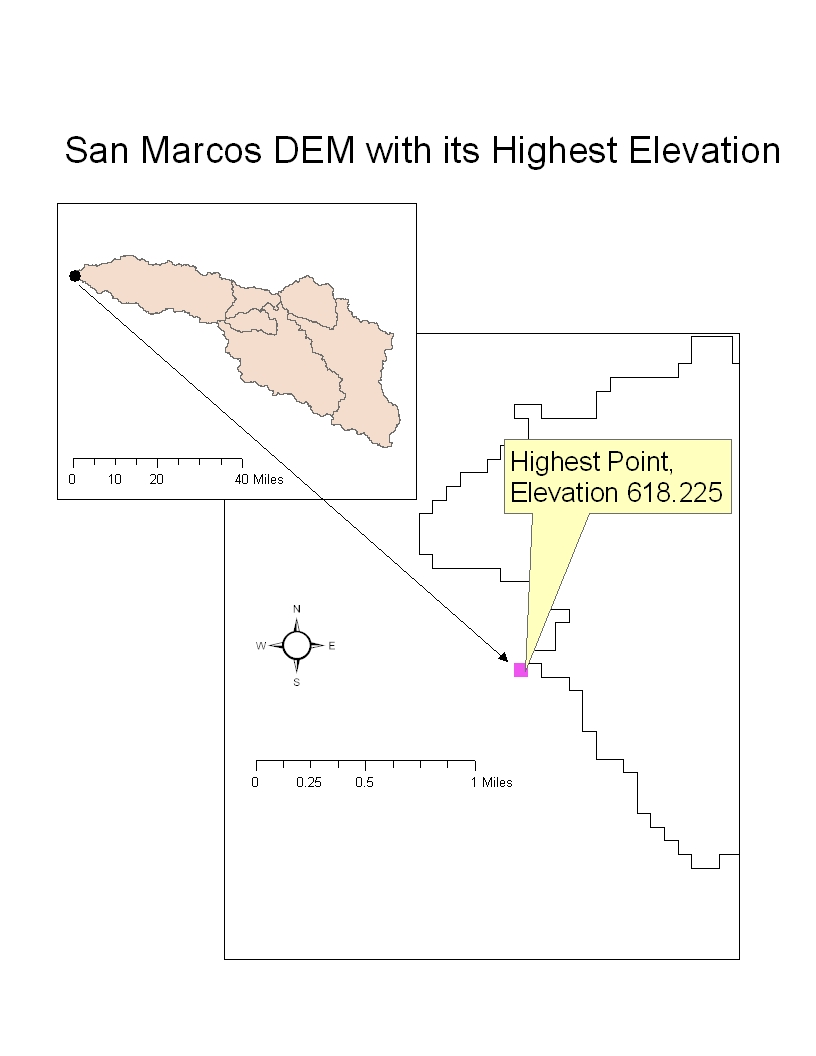 San Marcos DEM with its Highest Elevation
0 10 20 40 Miles
Highest Point,
Elevation 618.225
N
W E
S
0 0.25 0.5 1 Miles